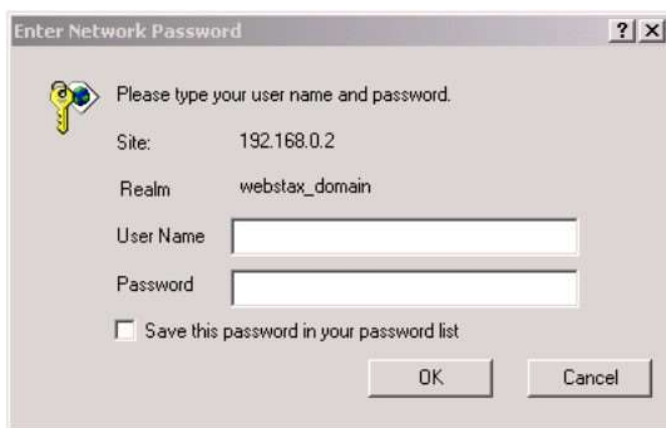 Enter Network Password
Please type your user name and password.
Site: 192.168.0.2
Realm webstax_domain
User Name
Password
Save this password in your password list
OK Cancel